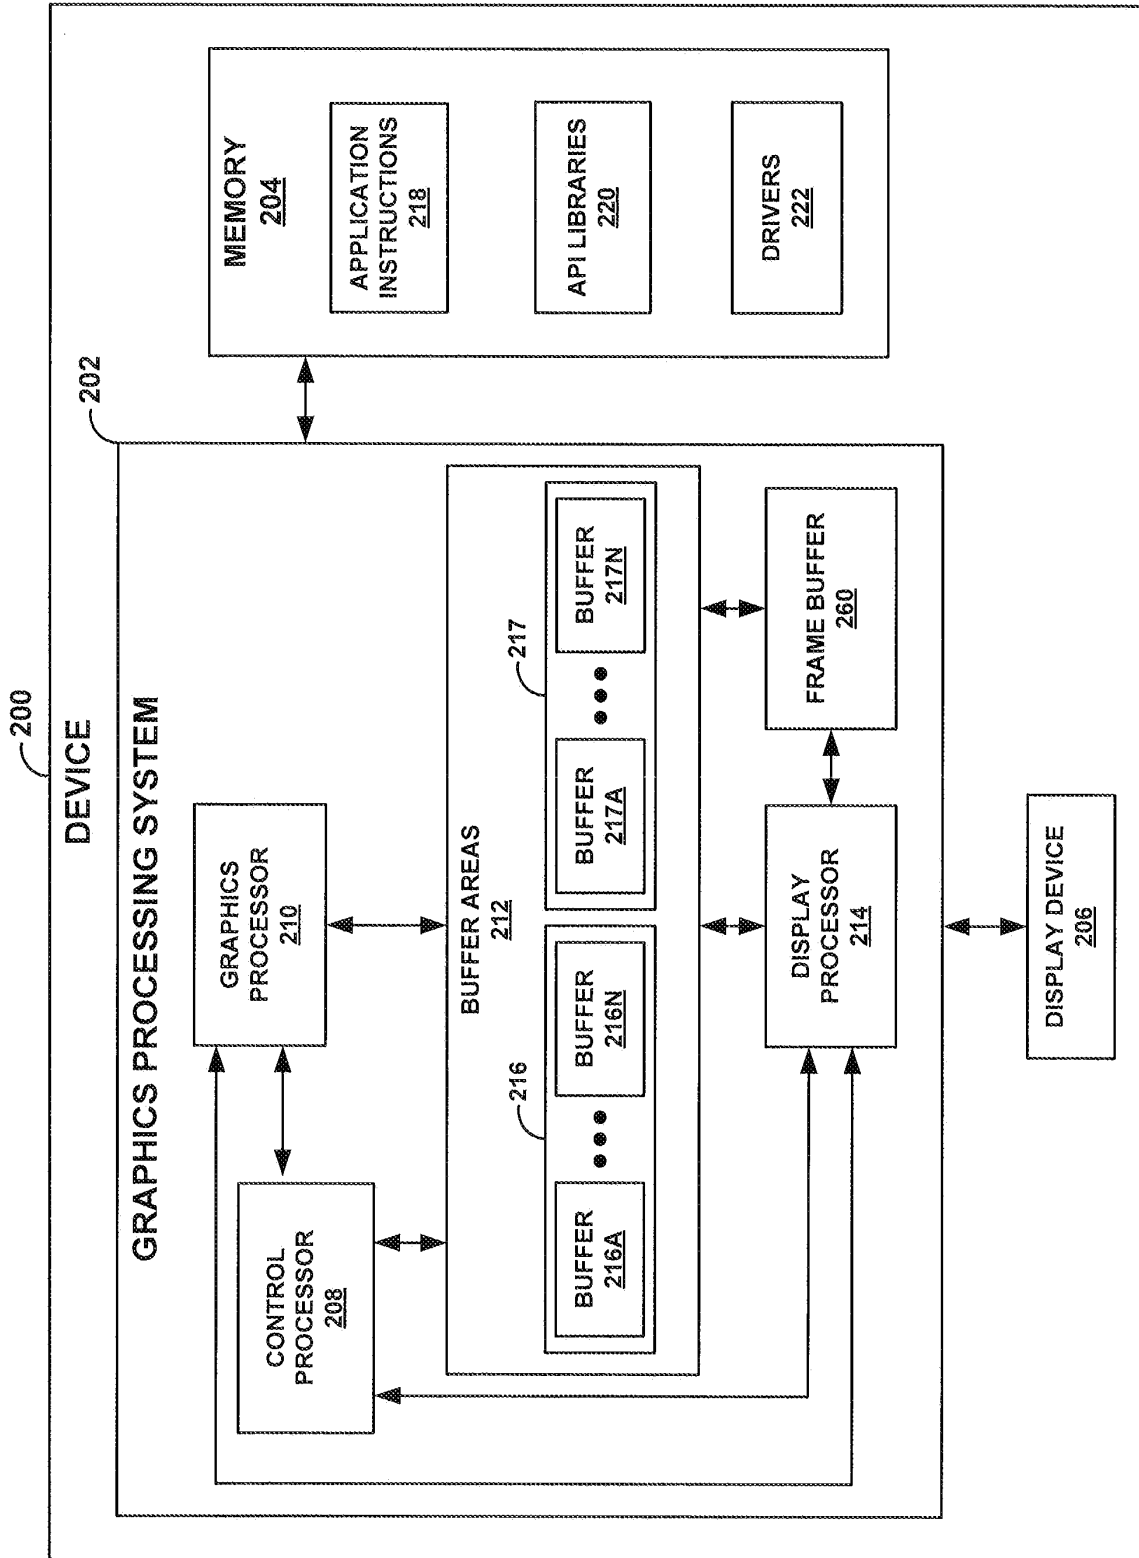 200
DEVICE
202
GRAPHICS PROCESSING SYSTEM
CONTROL
PROCESSOR
208
GRAPHICS
PROCESSOR
210
BUFFER AREAS
212
216
BUFFER
216A
BUFFER
216N
217
BUFFER
217A
BUFFER
217N
DISPLAY
PROCESSOR
214
FRAME BUFFER
260
DISPLAY DEVICE
206
MEMORY
204
APPLICATION
INSTRUCTIONS
218
API LIBRARIES
220
DRIVERS
222